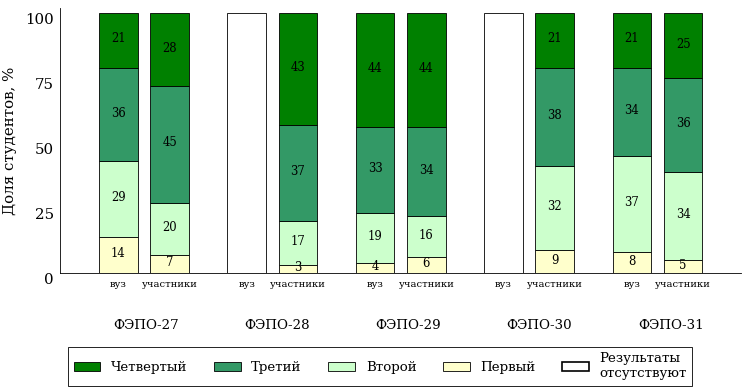 Доля студентов, %
100
75
50
25
0
21 28 43 44 44 21 21 25
36 45 37 33 34 38 34 36
29 20 17 19 16 32 37 34
14 7 3 4 6 9 8 5
вуз участники вуз участники вуз участники вуз участники вуз участники
ФЭПО-27 ФЭПО-28 ФЭПО-29 ФЭПО-30 ФЭПО-31
Четвертый Третий Второй Первый Результаты
отсутствуют